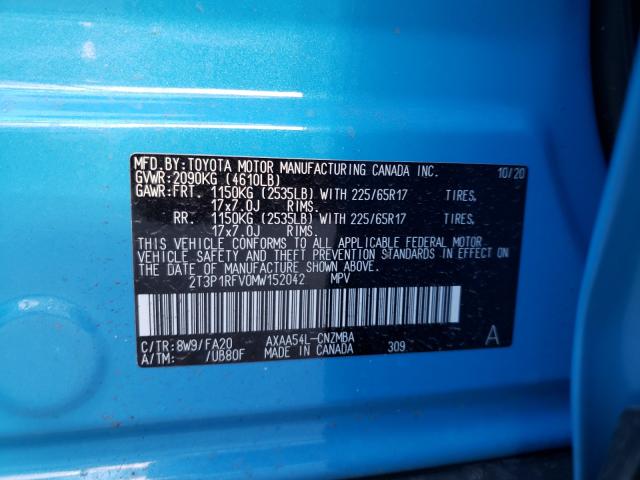 MFD.BY:TOYOTA MOTOR MANUFACTURING CANADA INC. 10/20
GVWR:2090KG (4610LB)
GAWR:FRT. 1150KG (2535LB) WITH 225/65R17 TIRES.
17x7.0J RIMS.
RR. 1150KG (2535LB) WITH 225/65R17 TIRES.
17x7.0J RIMS.
THIS VEHICLE CONFORMS TO ALL APPLICABLE FEDERAL MOTOR
VEHICLE SAFETY AND THEFT PREVENTION STANDARDS IN EFFECT
ON THE DATE OF MANUFACTURE SHOWN ABOVE.
2T3P1RFV0MW152042 MPV
C/TR:8W9/FA20 AXAA54L-CNZMBA A
A/TM:- /UB80F MADE IN CANADA 309